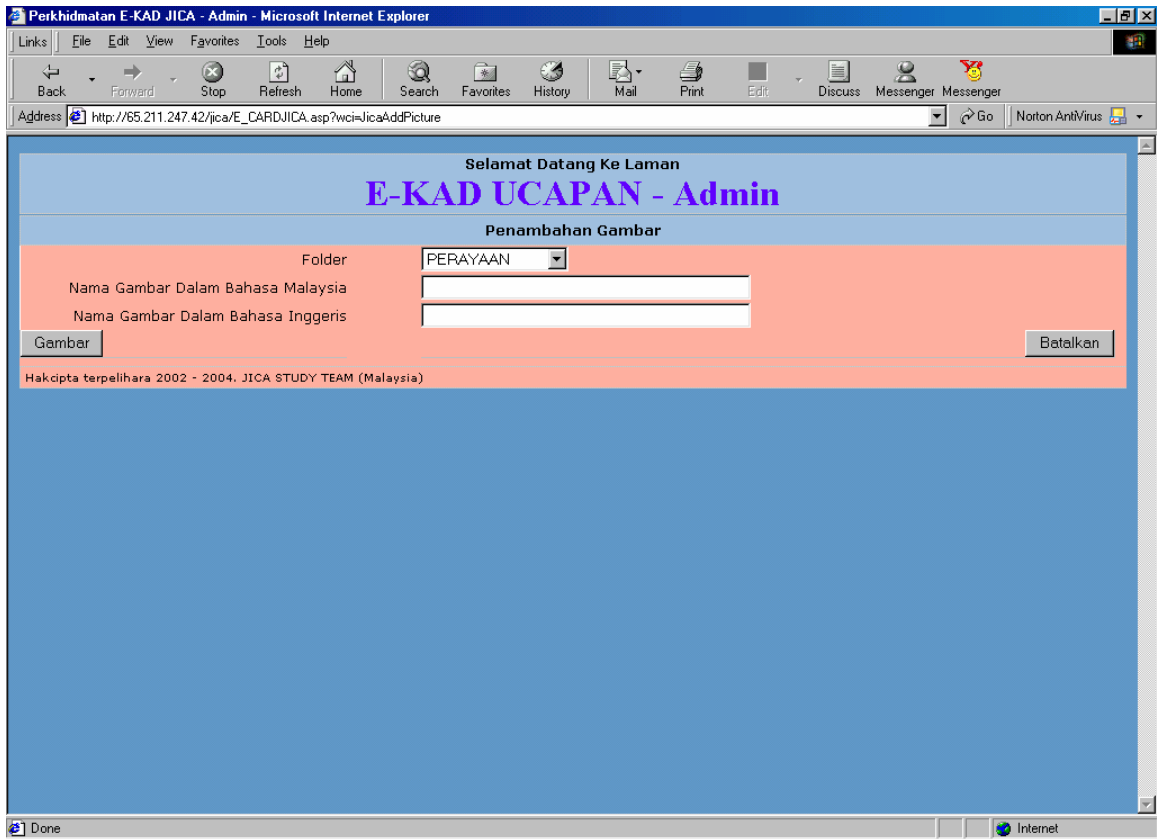 Perkhidmatan E-KAD JICA - Admin - Microsoft Internet Explorer
Links File Edit View Favorites Tools Help
Back Forward Stop Refresh Home Search Favorites History Mail Print Edit Discuss Messenger Messenger
Address http://65.211.247.42/jica/E_CARDJICA.asp?wci=JicaAddPicture Go Norton AntiVirus
Selamat Datang Ke Laman
E-KAD UCAPAN - Admin
Penambahan Gambar
Folder PERAYAAN
Nama Gambar Dalam Bahasa Malaysia
Nama Gambar Dalam Bahasa Inggeris
Gambar Batalkan
Hakcipta terpelihara 2002 - 2004. JICA STUDY TEAM (Malaysia)
Done Internet